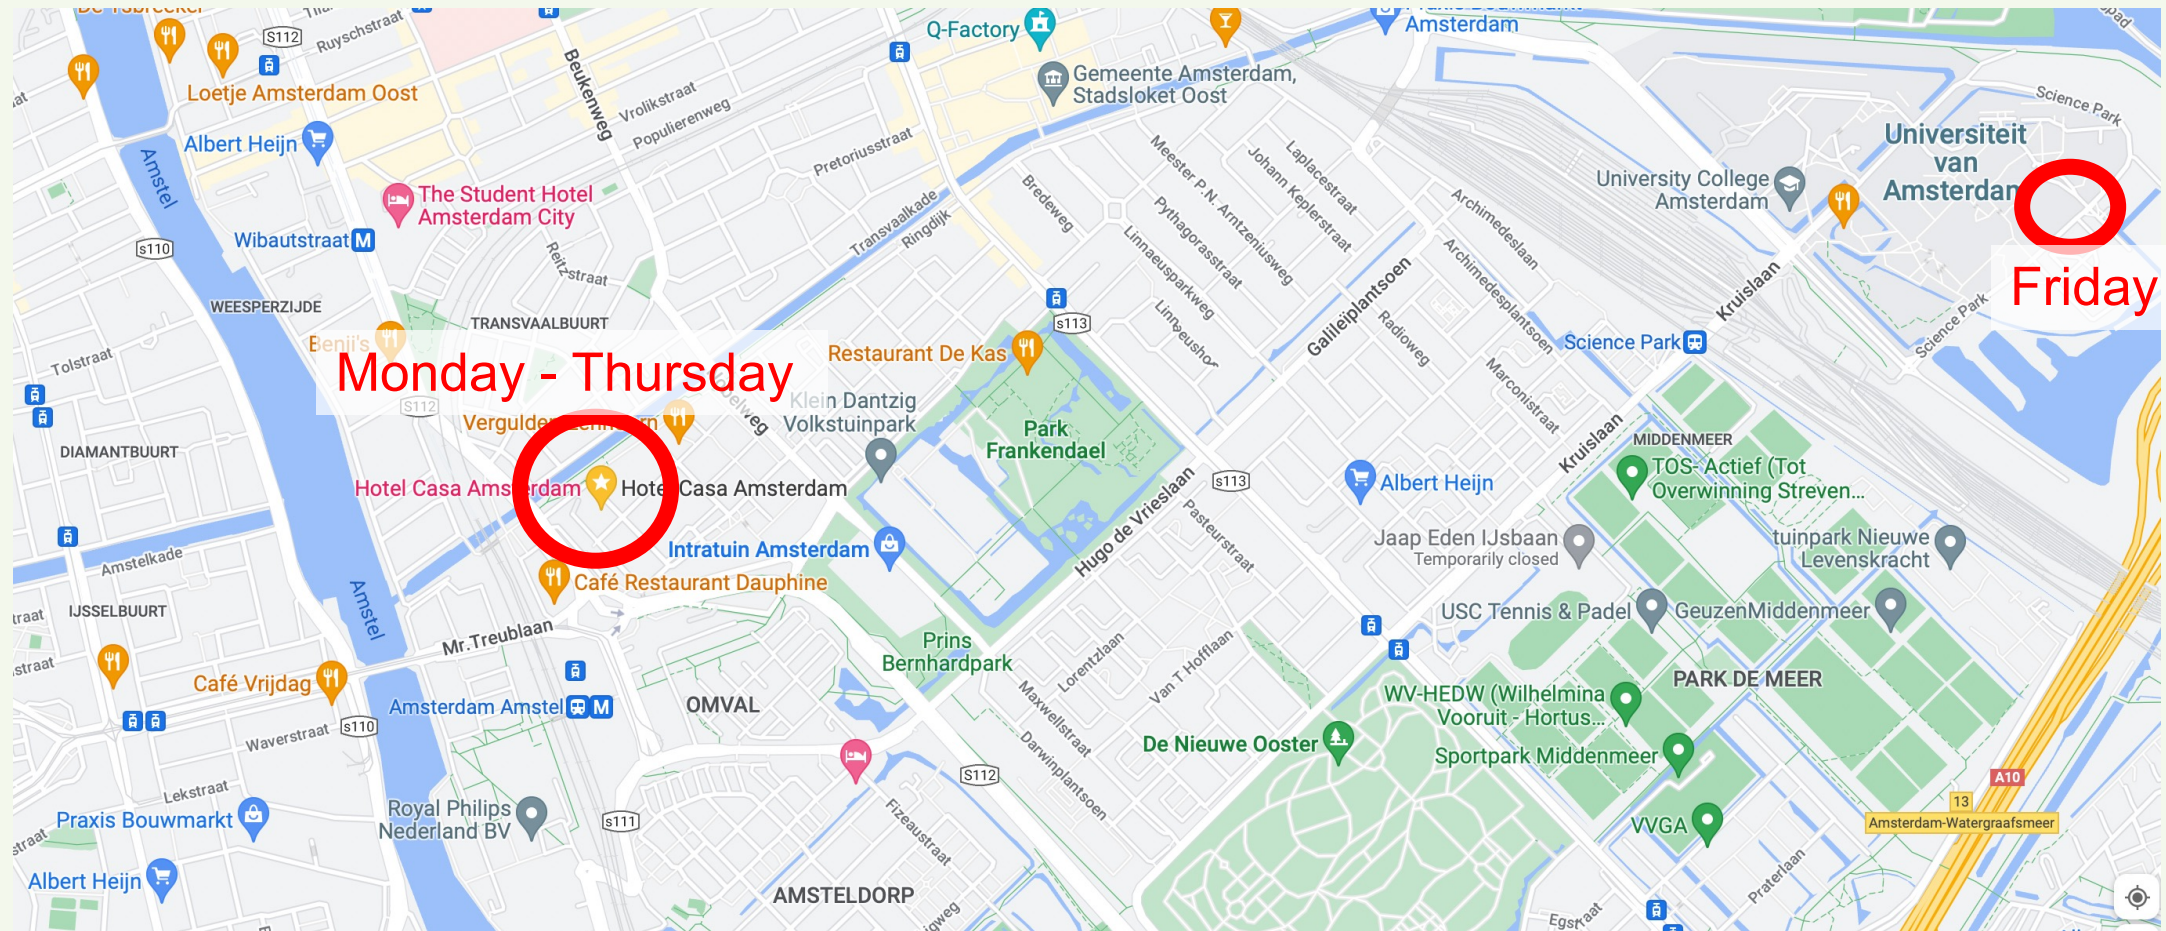 Q-Factory
Amsterdam
S112
Ruyschstraat
Loetje Amsterdam Oost
Beukenweg
Vrolikstraat
Populierenweg
Gemeente Amsterdam,
Stadsloket Oost
Science Park
Albert Heijn
Amstel
Pretoriusstraat
Meester P.N. Arntzeniusweg
Johann Keplerstraat
Laplacestraat
Universiteit
van
Amsterdam
The Student Hotel
Amsterdam City
University College
Amsterdam
Bredeweg
Pythagorasstraat
Archimedeslaan
Transvaalkade
Ringdijk
Wibautstraat M
s110
Reitzstraat
Linnaeusparkweg
Archimedesplantsoen
Galileiplantsoen
Kruislaan
Friday
WEESPERZIJDE
TRANSVAALBUURT
s113
Radioweg
Science Park
Science Park
Benji's
Tolstraat
Restaurant De Kas
Monday - Thursday
Marconistraat
S112
Klein Dantzig
Volkstuinpark
Park
Frankendael
Kruislaan
MIDDENMEER
DIAMANTBUURT
TOS- Actief (Tot
Overwinning Streven...
Hotel Casa Amsterdam
Hotel Casa Amsterdam
s113
Albert Heijn
Hugo de Vrieslaan
Pasteurstraat
Intratuin Amsterdam
Jaap Eden IJsbaan
Temporarily closed
tuinpark Nieuwe
Levenskracht
Amstelkade
Café Restaurant Dauphine
Amstel
IJSSELBUURT
USC Tennis & Padel
GeuzenMiddenmeer
Mr.Treublaan
Prins
Bernhardpark
Lorentzlaan
Van 'T Hofflaan
Café Vrijdag
PARK DE MEER
Amsterdam Amstel M
OMVAL
Maxwellstraat
WV-HEDW (Wilhelmina
Vooruit - Hortus...
s110
Waverstraat
De Nieuwe Ooster
Sportpark Middenmeer
Darwinplantsoen
S112
A10
Lekstraat
13
Amsterdam-Watergraafsmeer
Praxis Bouwmarkt
Royal Philips
Nederland BV
s111
Fizeaustraat
VVGA
Albert Heijn
AMSTELDORP
Praterlaan
Egstraat